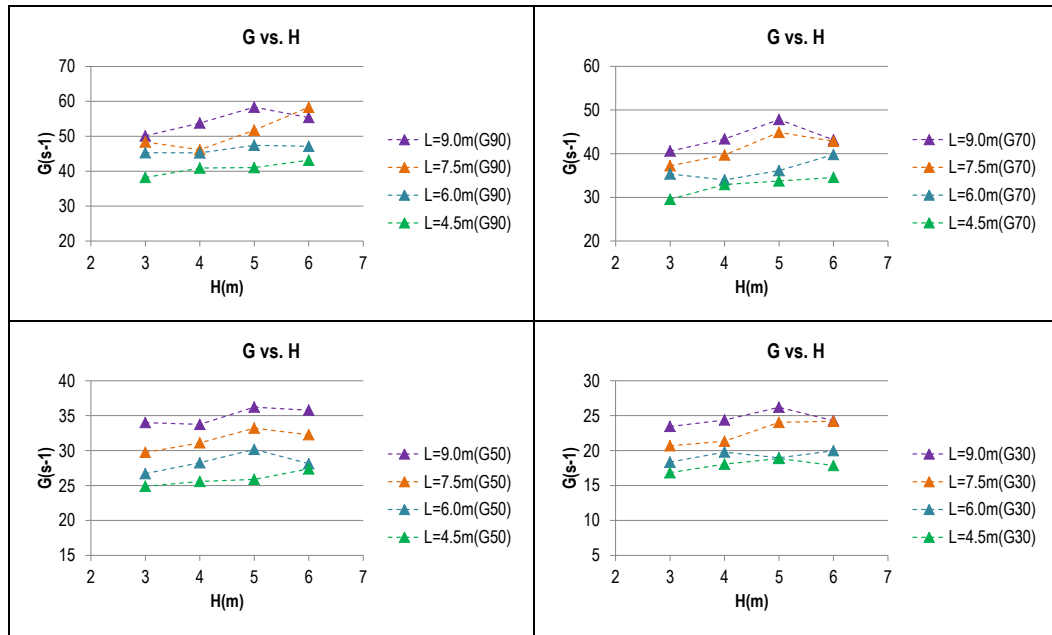 G vs. H
G(s-1)
70
60
50
40
30
20
2 3 4 5 6 7
H(m)
L=9.0m(G90)
L=7.5m(G90)
L=6.0m(G90)
L=4.5m(G90)
G vs. H
G(s-1)
60
50
40
30
20
2 3 4 5 6 7
H(m)
L=9.0m(G70)
L=7.5m(G70)
L=6.0m(G70)
L=4.5m(G70)
G vs. H
G(s-1)
40
35
30
25
20
15
2 3 4 5 6 7
H(m)
L=9.0m(G50)
L=7.5m(G50)
L=6.0m(G50)
L=4.5m(G50)
G vs. H
G(s-1)
30
25
20
15
10
5
2 3 4 5 6 7
H(m)
L=9.0m(G30)
L=7.5m(G30)
L=6.0m(G30)
L=4.5m(G30)